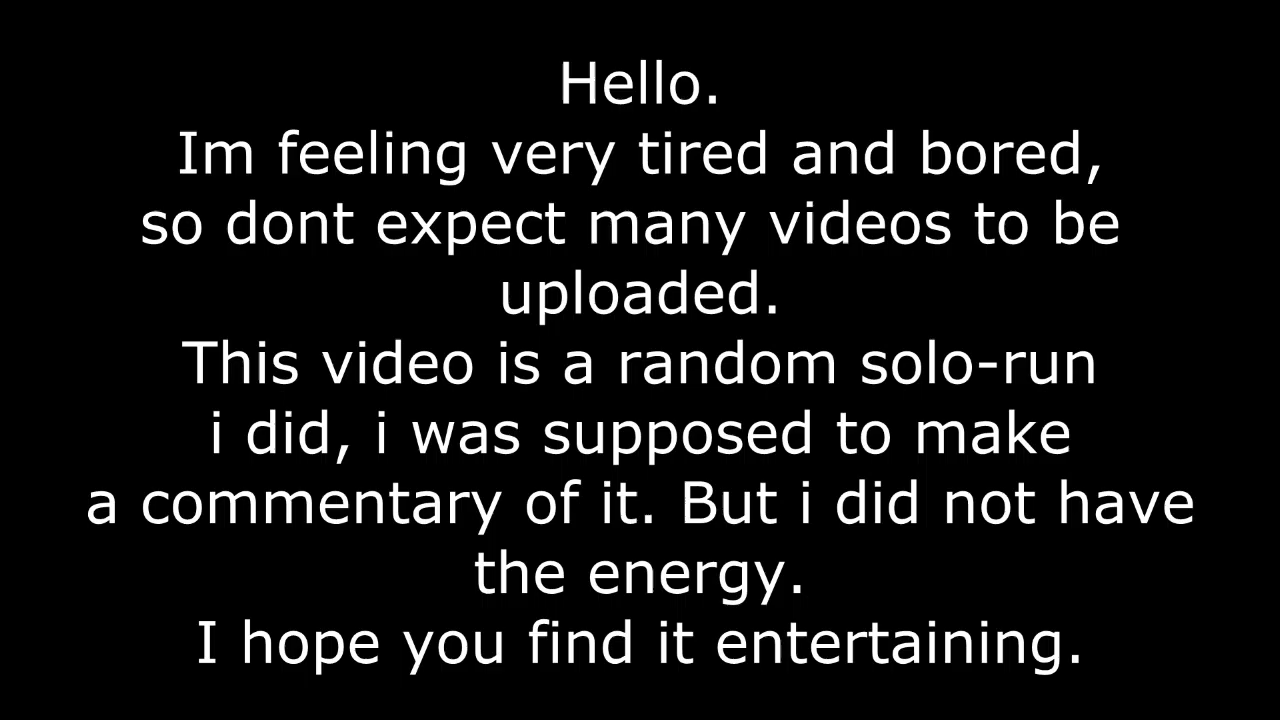 Hello.
Im feeling very tired and bored,
so dont expect many videos to be
uploaded.
This video is a random solo-run
i did, i was supposed to make
a commentary of it. But i did not have
the energy.
I hope you find it entertaining.